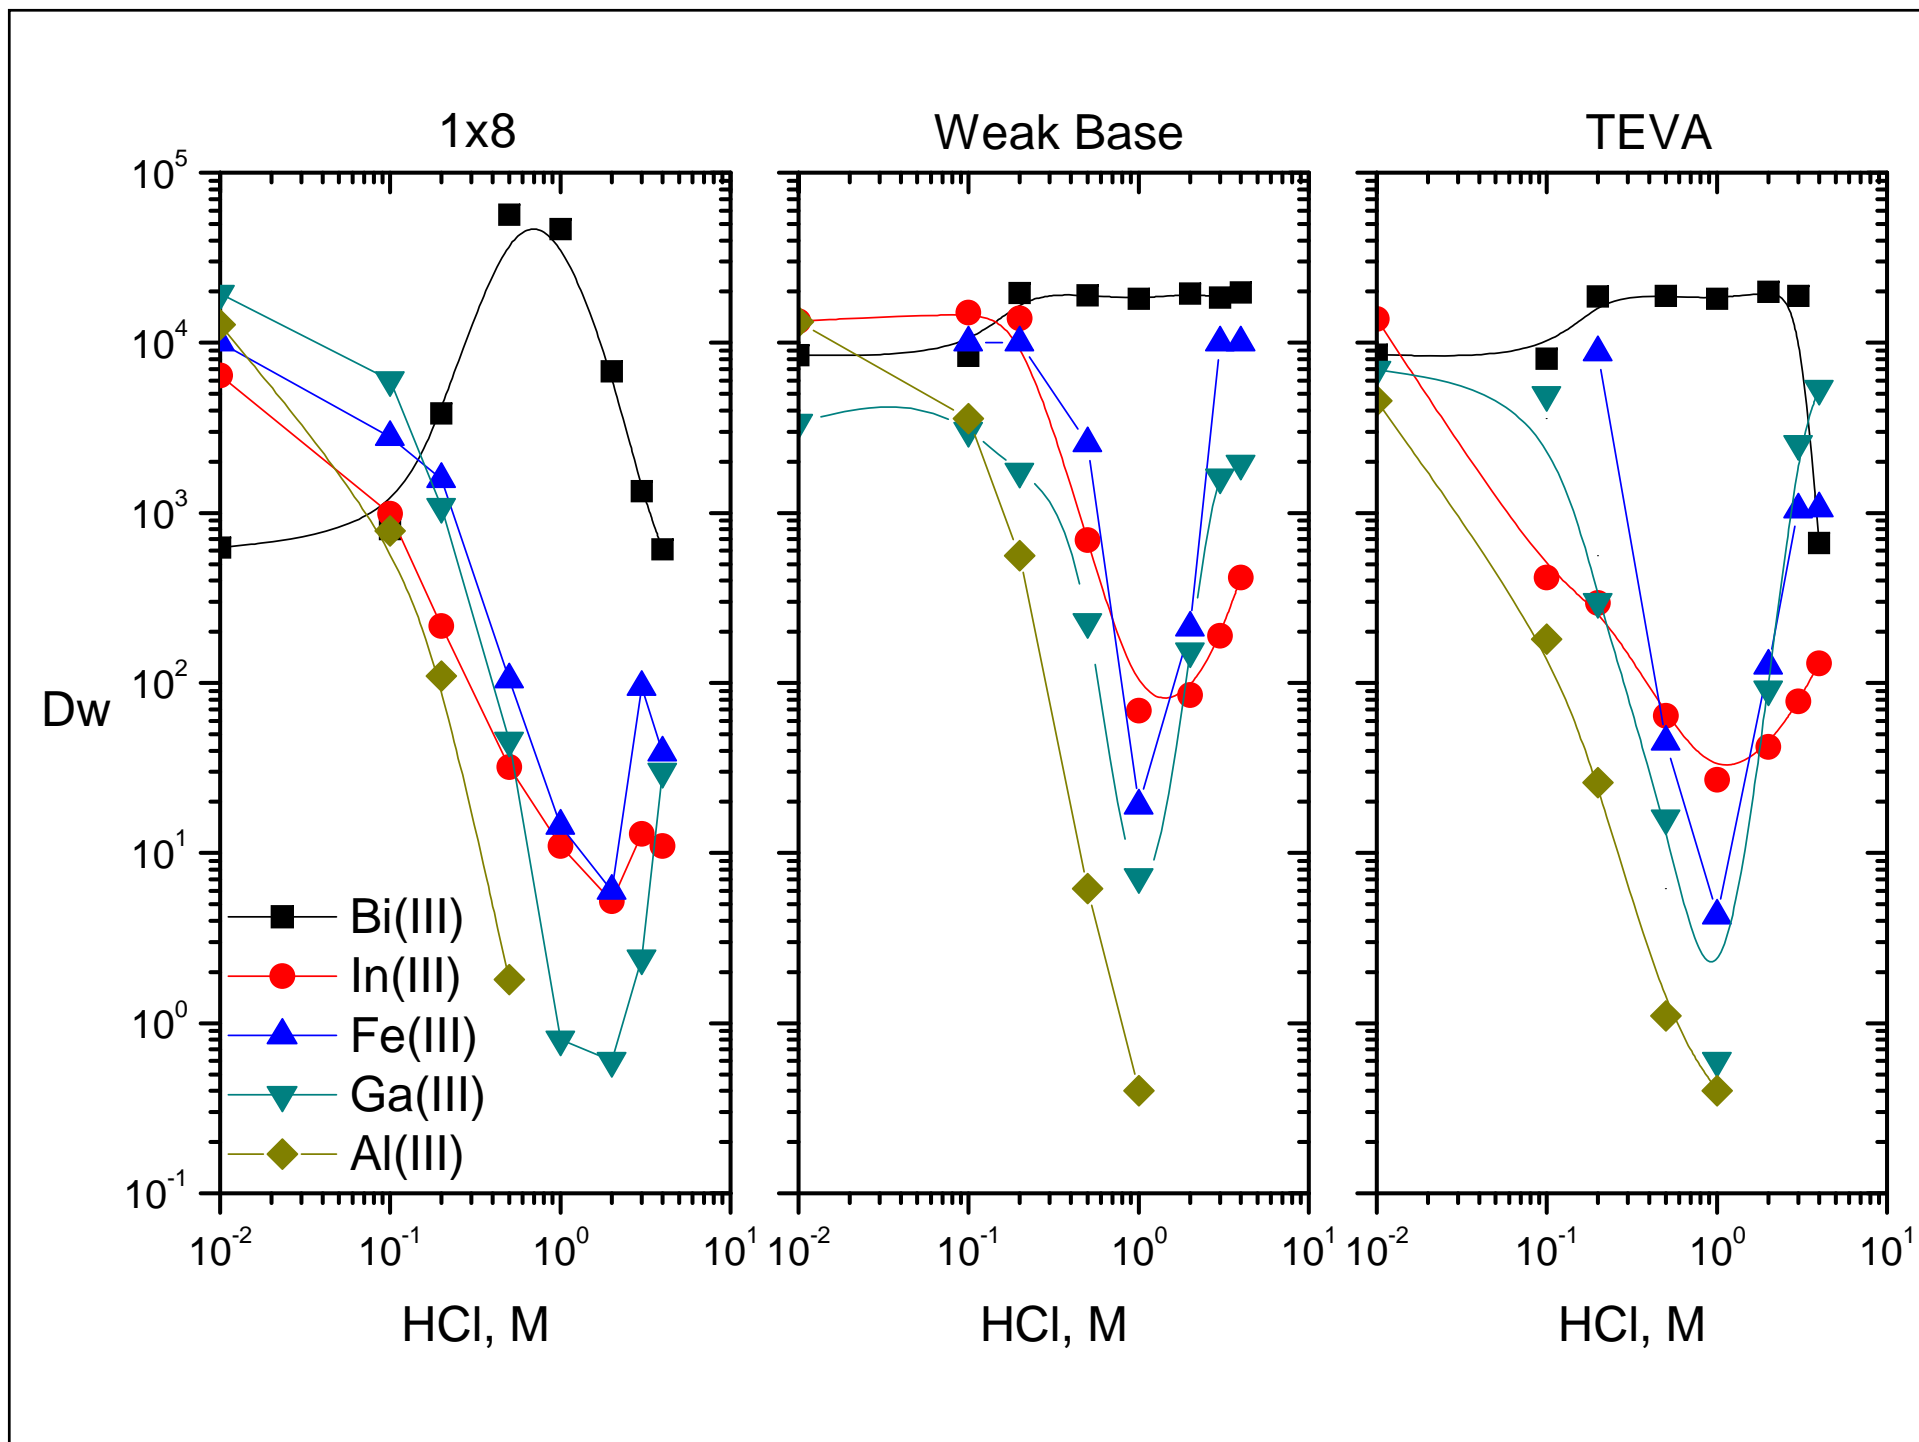 1x8 Weak Base TEVA
10^5
10^4
10^3
10^2
Dw
10^1
Bi(III)
In(III)
10^0
Fe(III)
Ga(III)
Al(III)
10^-1
10^-2 10^-1 10^0 10^1 10^-2 10^-1 10^0 10^1 10^-2 10^-1 10^0 10^1
HCl, M HCl, M HCl, M